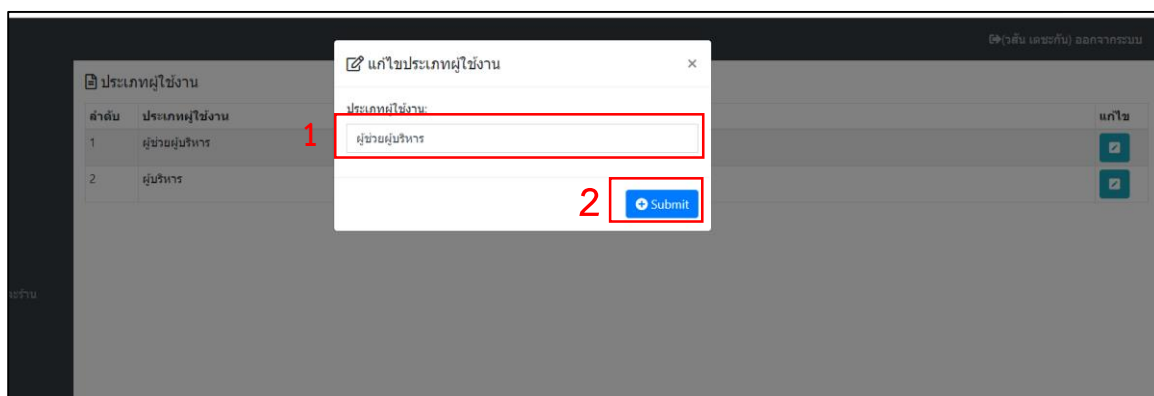 (วสันต์ เดชะกัน) ออกจากระบบ
แก้ไขประเภทผู้ใช้งาน ×
ประเภทผู้ใช้งาน
ประเภทผู้ใช้งาน:
ลำดับ ประเภทผู้ใช้งาน แก้ไข
1 ผู้ช่วยผู้บริหาร
1 ผู้ช่วยผู้บริหาร
2 ผู้บริหาร
2 Submit